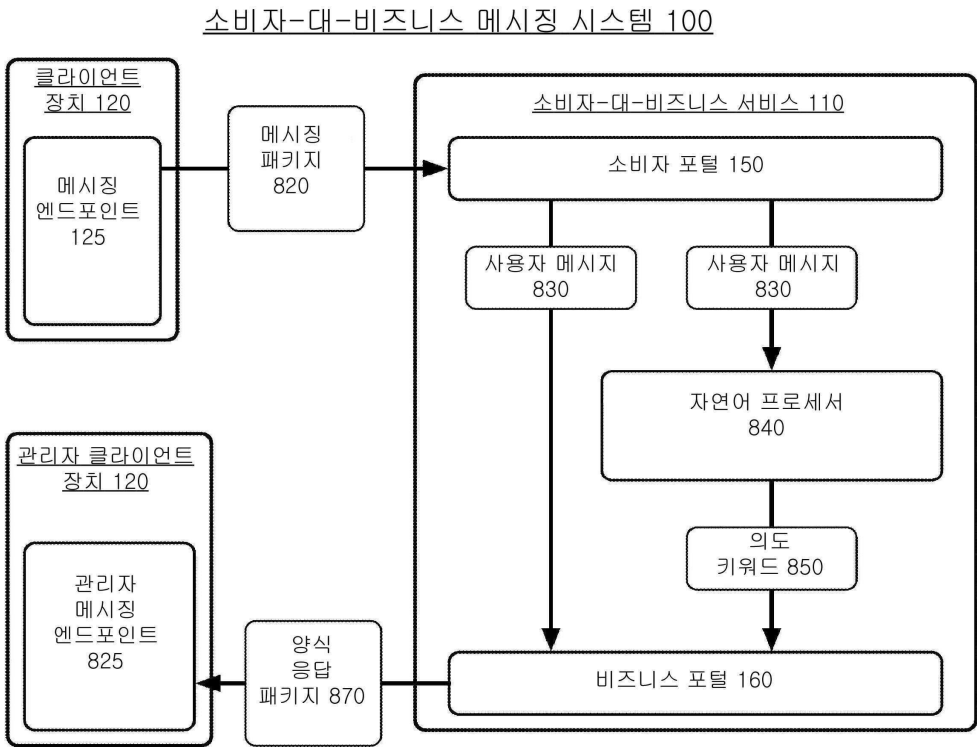 소비자-대-비즈니스 메시징 시스템 100
클라이언트
장치 120
메시징
엔드포인트
125
메시징
패키지
820
소비자-대-비즈니스 서비스 110
소비자 포털 150
사용자 메시지
830
사용자 메시지
830
자연어 프로세서
840
의도
키워드 850
비즈니스 포털 160
관리자 클라이언트
장치 120
관리자
메시징
엔드포인트
825
양식
응답
패키지 870